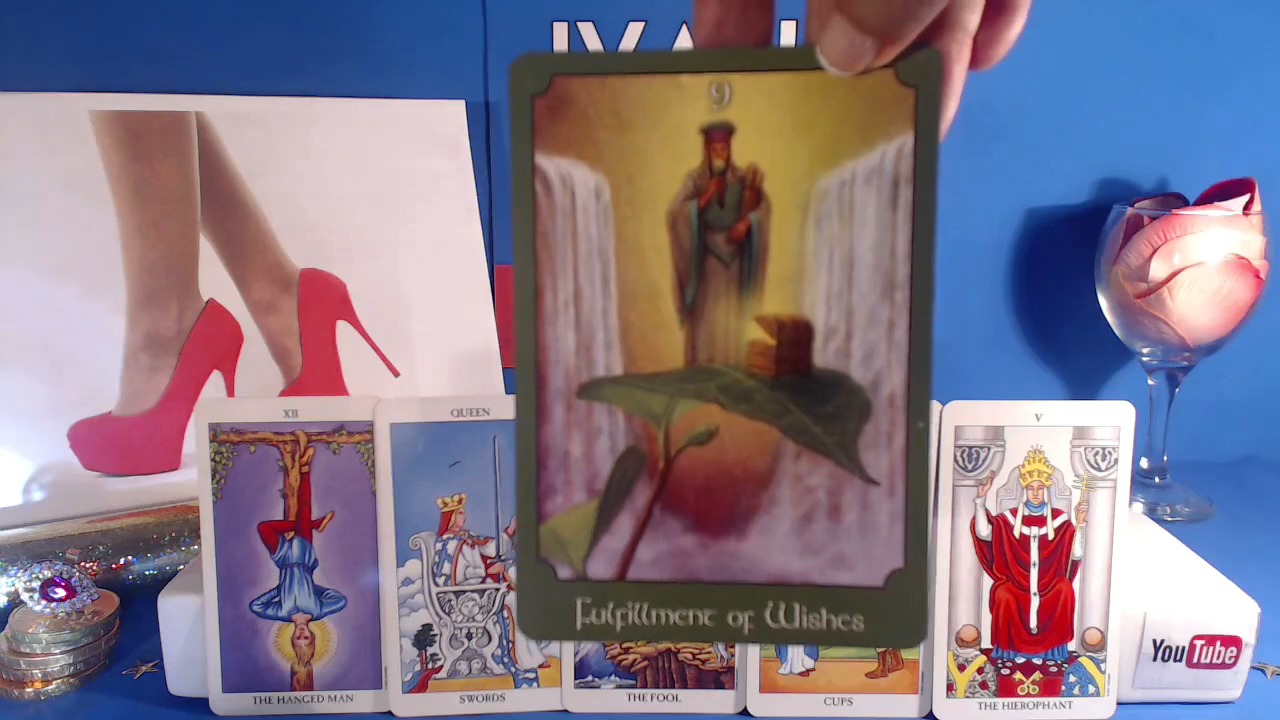 9
Fulfillment of Wishes
XII
THE HANGED MAN
QUEEN
SWORDS
THE FOOL
CUPS
V
THE HIEROPHANT
YouTube